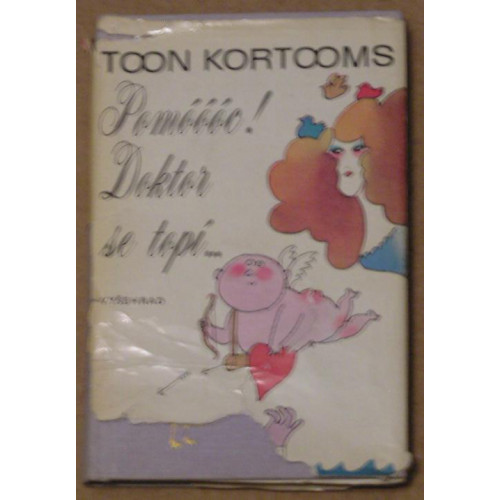 TOON KORTOOMS
Pomóóóc!
Doktor
se topí...